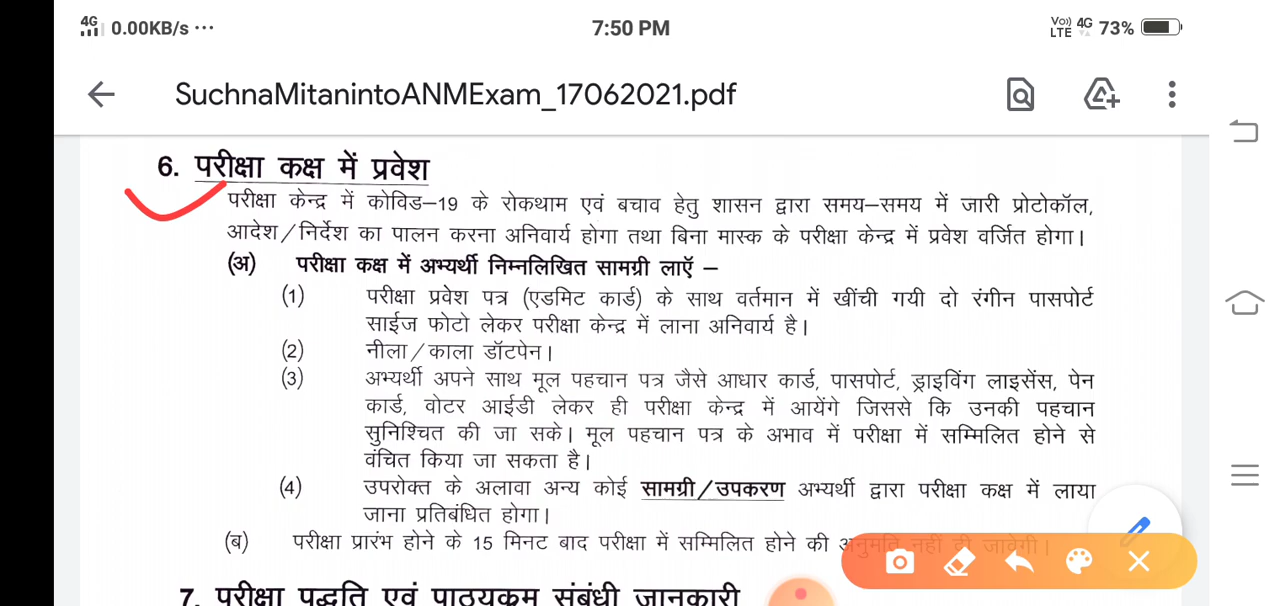 4G 0.00KB/s ··· 7:50 PM Vo)) LTE 4G 73%
SuchnaMitanintoANMExam_17062021.pdf
6. परीक्षा कक्ष में प्रवेश
परीक्षा केन्द्र में कोविड–19 के रोकथाम एवं बचाव हेतु शासन द्वारा समय–समय में जारी प्रोटोकॉल,
आदेश/निर्देश का पालन करना अनिवार्य होगा तथा बिना मास्क के परीक्षा केन्द्र में प्रवेश वर्जित होगा।
(अ) परीक्षा कक्ष में अभ्यर्थी निम्नलिखित सामग्री लाऍ –
(1) परीक्षा प्रवेश पत्र (एडमिट कार्ड) के साथ वर्तमान में खींची गयी दो रंगीन पासपोर्ट
साईज फोटो लेकर परीक्षा केन्द्र में लाना अनिवार्य है।
(2) नीला/काला डॉटपेन।
(3) अभ्यर्थी अपने साथ मूल पहचान पत्र जैसे आधार कार्ड, पासपोर्ट, ड्राइविंग लाइसेंस, पेन
कार्ड, वोटर आईडी लेकर ही परीक्षा केन्द्र में आयेंगे जिससे कि उनकी पहचान
सुनिश्चित की जा सके। मूल पहचान पत्र के अभाव में परीक्षा में सम्मिलित होने से
वंचित किया जा सकता है।
(4) उपरोक्त के अलावा अन्य कोई सामग्री/उपकरण अभ्यर्थी द्वारा परीक्षा कक्ष में लाया
जाना प्रतिबंधित होगा।
(ब) परीक्षा प्रारंभ होने के 15 मिनट बाद परीक्षा में सम्मिलित होने की अनुमति नहीं दी जावेगी।
7. परीक्षा पद्धति एवं पाठ्यक्रम संबंधी जानकारी